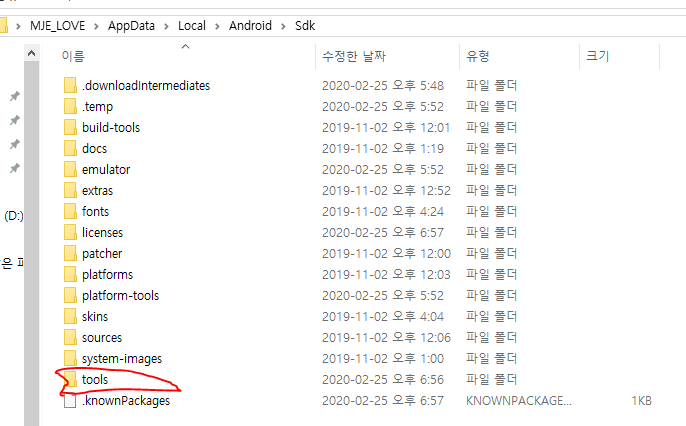 MJE_LOVE > AppData > Local > Android > Sdk
이름 수정한 날짜 유형 크기
.downloadIntermediates 2020-02-25 오후 5:48 파일 폴더
.temp 2020-02-25 오후 5:52 파일 폴더
build-tools 2019-11-02 오후 12:01 파일 폴더
docs 2019-11-02 오후 1:19 파일 폴더
emulator 2020-02-25 오후 5:52 파일 폴더
extras 2019-11-02 오후 12:52 파일 폴더
(D:) fonts 2019-11-02 오후 4:24 파일 폴더
licenses 2020-02-25 오후 6:57 파일 폴더
patcher 2019-11-02 오후 12:00 파일 폴더
platforms 2019-11-02 오후 12:03 파일 폴더
platform-tools 2020-02-25 오후 5:52 파일 폴더
skins 2019-11-02 오후 4:04 파일 폴더
sources 2019-11-02 오후 12:06 파일 폴더
system-images 2019-11-02 오후 1:00 파일 폴더
tools 2020-02-25 오후 6:56 파일 폴더
.knownPackages 2020-02-25 오후 6:57 KNOWNPACKAGE... 1KB